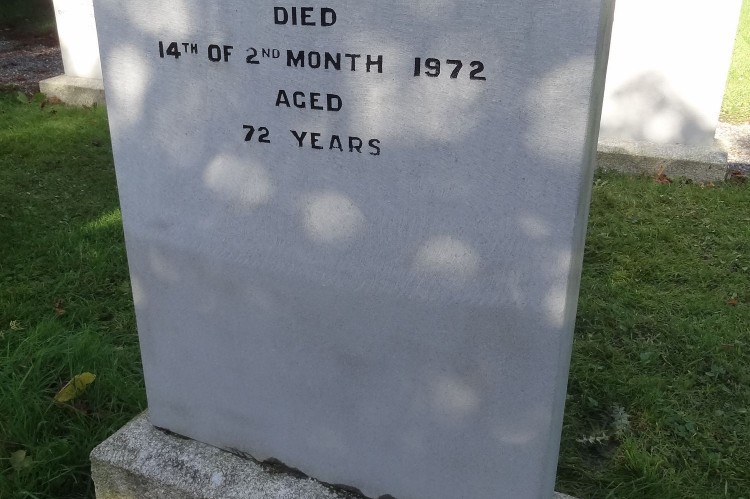 DIED
14TH OF 2ND MONTH 1972
AGED
72 YEARS